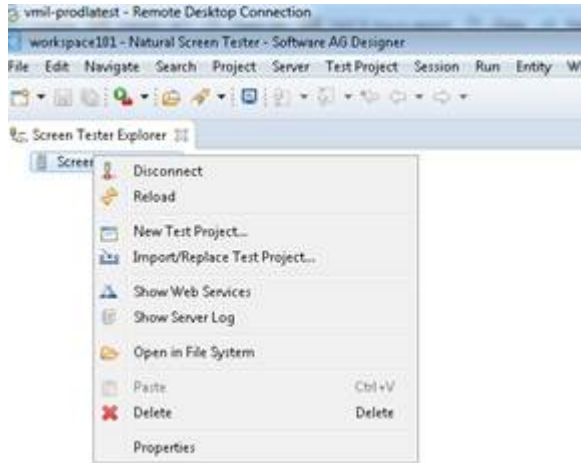 vmil-prodlatest - Remote Desktop Connection
workspace101 - Natural Screen Tester - Software AG Designer
File Edit Navigate Search Project Server Test Project Session Run Entity
Screen Tester Explorer
Disconnect
Reload
New Test Project...
Import/Replace Test Project...
Show Web Services
Show Server Log
Open in File System
Paste Ctrl+V
Delete Delete
Properties